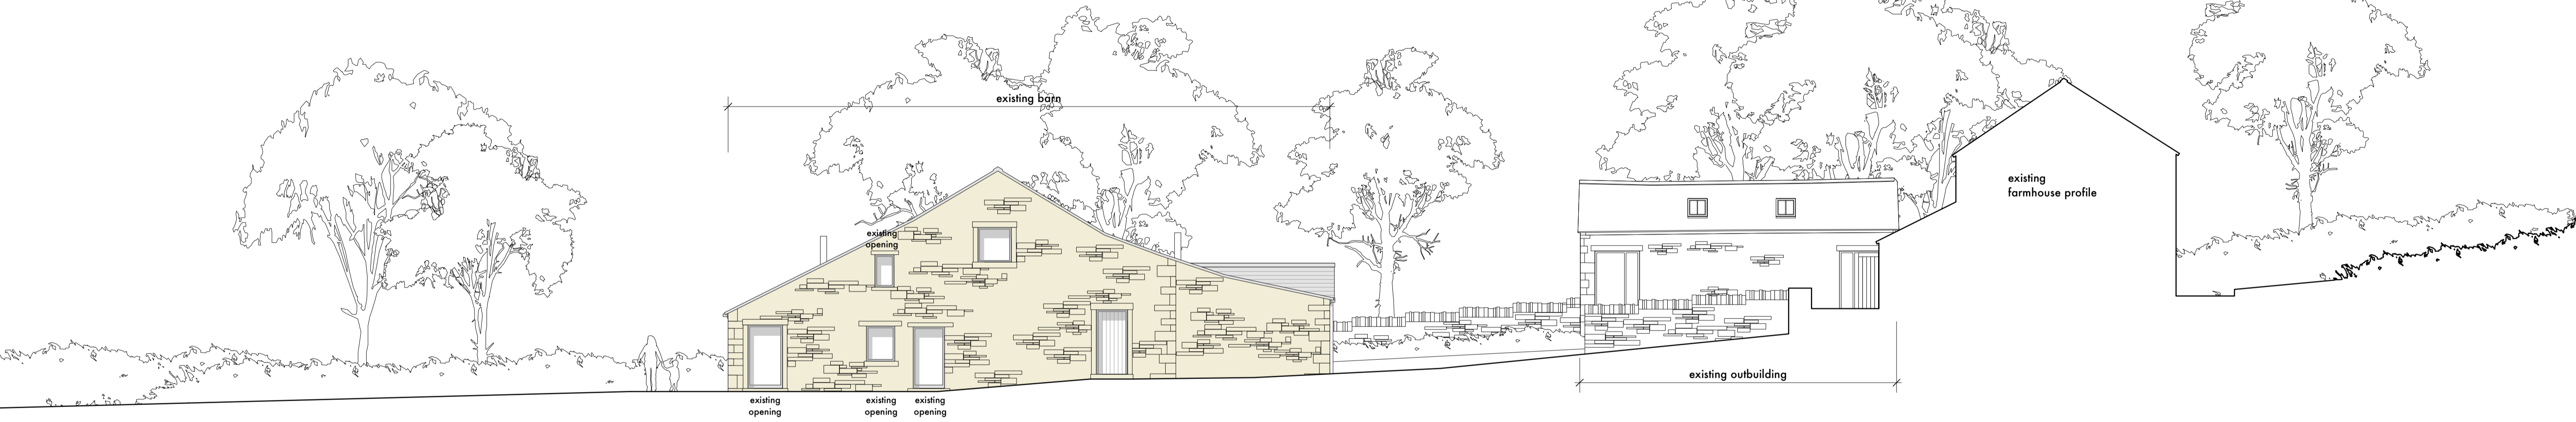 existing barn
existing
opening
existing
farmhouse profile
existing outbuilding
existing
opening
existing
opening
existing
opening